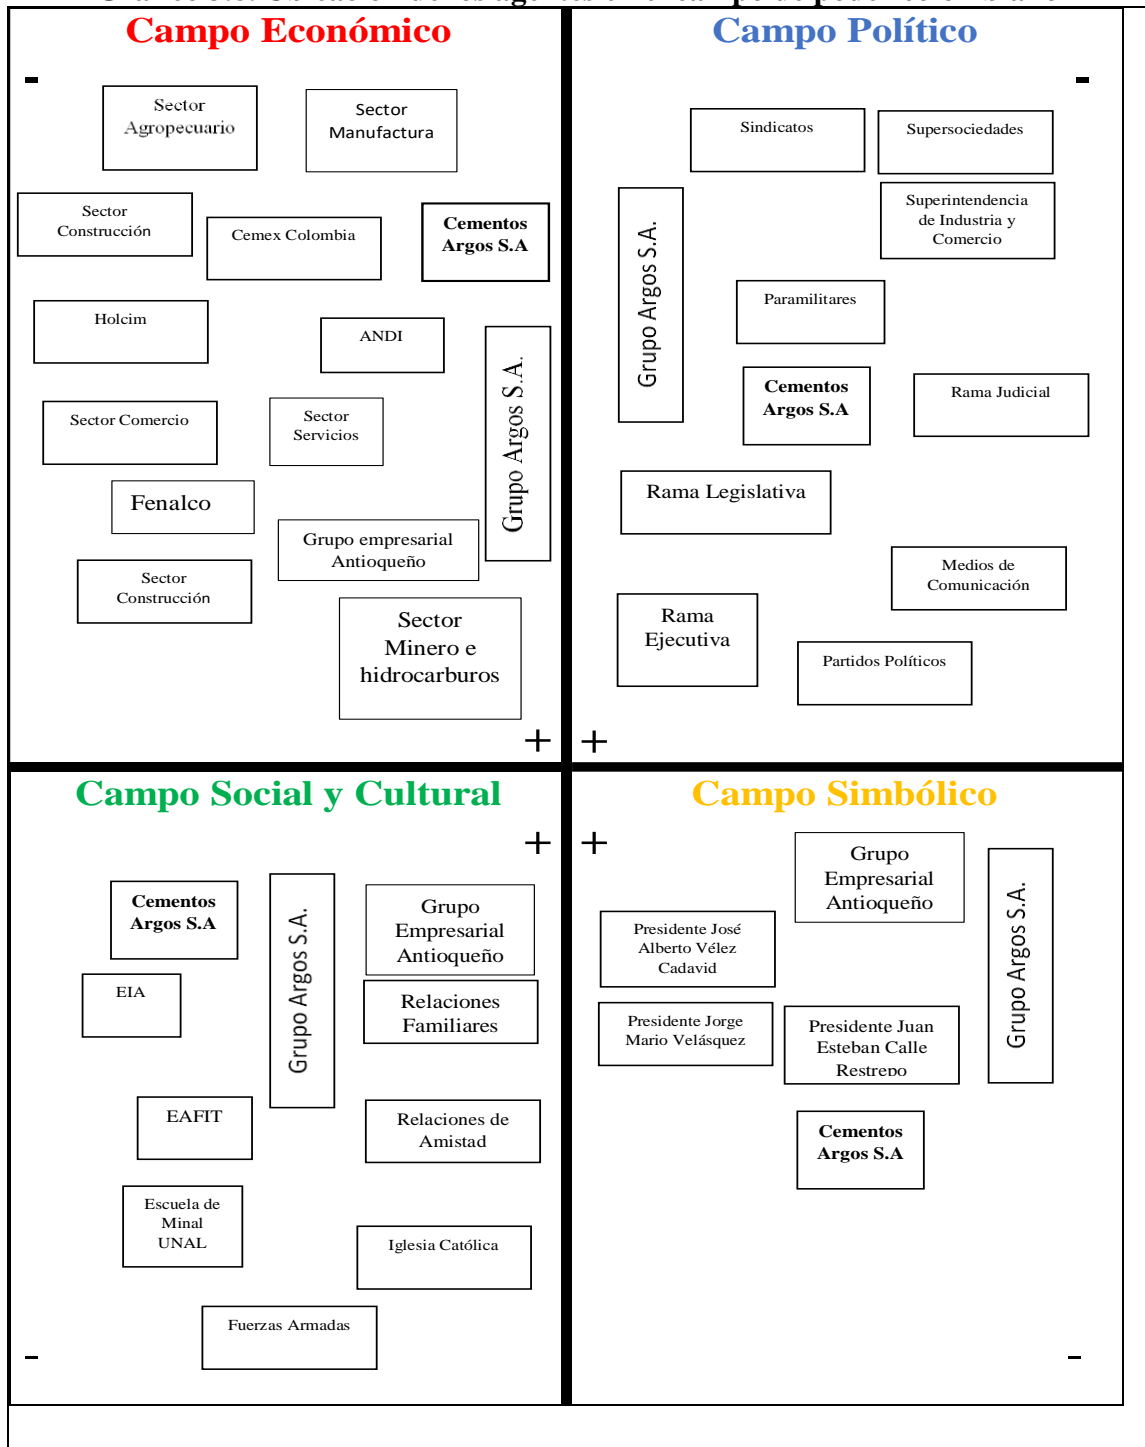 Campo Económico
-
Sector
Agropecuario
Sector
Manufactura
Sector
Construcción
Cemex Colombia
Cementos
Argos S.A
Holcim
ANDI
Grupo Argos S.A.
Sector Comercio
Sector
Servicios
Fenalco
Grupo empresarial
Antioqueño
Sector
Construcción
Sector
Minero e
hidrocarburos
+
Campo Político
-
Sindicatos
Supersociedades
Grupo Argos S.A.
Superintendencia
de Industria y
Comercio
Paramilitares
Cementos
Argos S.A
Rama Judicial
Rama Legislativa
Medios de
Comunicación
Rama
Ejecutiva
Partidos Políticos
+
Campo Social y Cultural
+
Cementos
Argos S.A
Grupo Argos S.A.
Grupo
Empresarial
Antioqueño
EIA
Relaciones
Familiares
EAFIT
Relaciones de
Amistad
Escuela de
Minal
UNAL
Iglesia Católica
Fuerzas Armadas
-
Campo Simbólico
+
Grupo
Empresarial
Antioqueño
Grupo Argos S.A.
Presidente José
Alberto Vélez
Cadavid
Presidente Jorge
Mario Velásquez
Presidente Juan
Esteban Calle
Restrepo
Cementos
Argos S.A
-